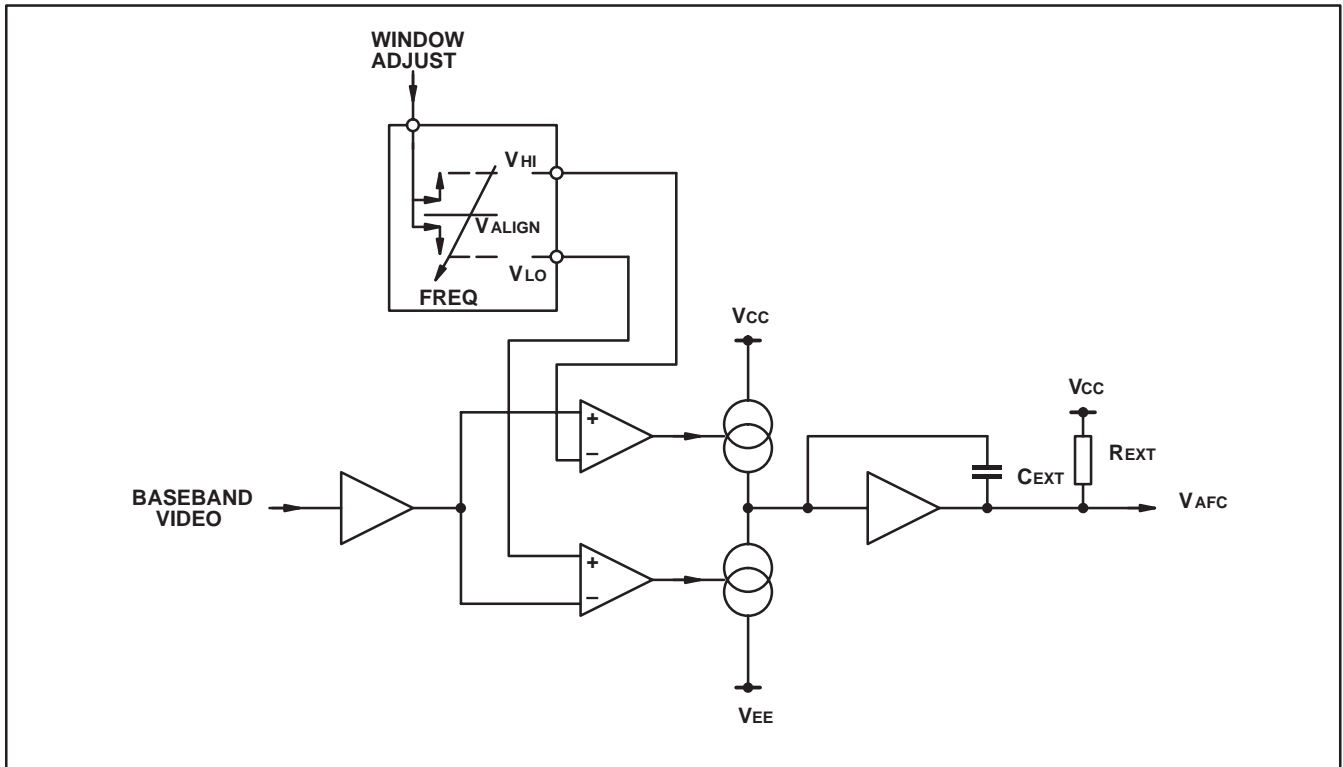 WINDOW
ADJUST
VHI
VALIGN
VLO
FREQ
VCC
VCC
+
−
REXT
CEXT
BASEBAND
VIDEO
VAFC
+
−
VEE